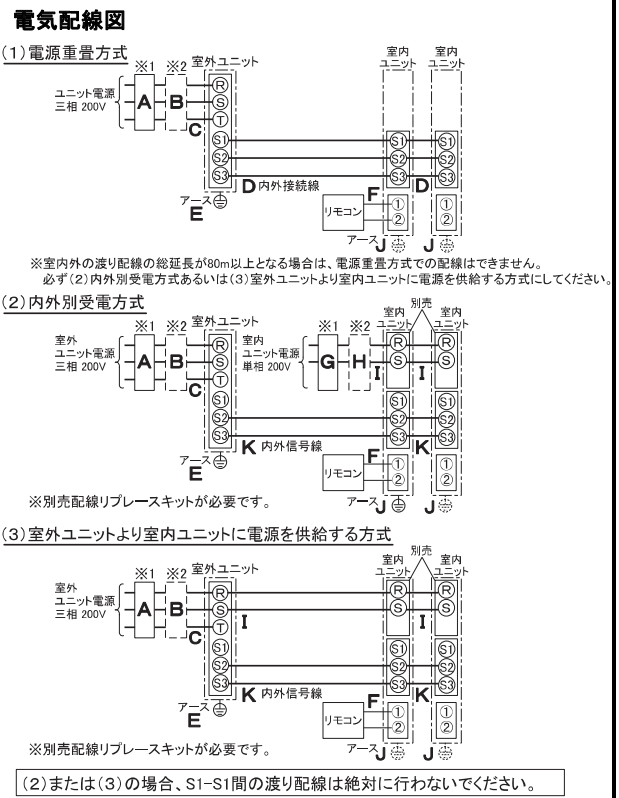 電気配線図
(1)電源重畳方式
※1 ※2 室外ユニット
室内
ユニット
室内
ユニット
ユニット電源
三相 200V
A B C
R
S
T
S1
S2
S3
S1
S2
S3
S1
S2
S3
D 内外接続線
D
アース
E
F
リモコン
①
②
①
②
アース J
J
※室内外の渡り配線の総延長が80m以上となる場合は、電源重畳方式での配線はできません。
必ず(2)内外別受電方式あるいは(3)室外ユニットより室内ユニットに電源を供給する方式にしてください。
(2)内外別受電方式
※1 ※2 室外ユニット
※1 ※2
室内
ユニット
別売
室内
ユニット
室外
ユニット電源
三相 200V
A B C
R
S
T
S1
S2
S3
室内
ユニット電源
単相 200V
G H I
R
S
I
R
S
S1
S2
S3
S1
S2
S3
K 内外信号線
K
アース
E
F
リモコン
①
②
①
②
アース J
J
※別売配線リプレースキットが必要です。
(3)室外ユニットより室内ユニットに電源を供給する方式
※1 ※2 室外ユニット
室内
ユニット
別売
室内
ユニット
室外
ユニット電源
三相 200V
A B C
R
S
T
S1
S2
S3
I
R
S
I
R
S
S1
S2
S3
S1
S2
S3
K 内外信号線
K
アース
E
F
リモコン
①
②
①
②
アース J
J
※別売配線リプレースキットが必要です。
(2)または(3)の場合、S1-S1間の渡り配線は絶対に行わないでください。